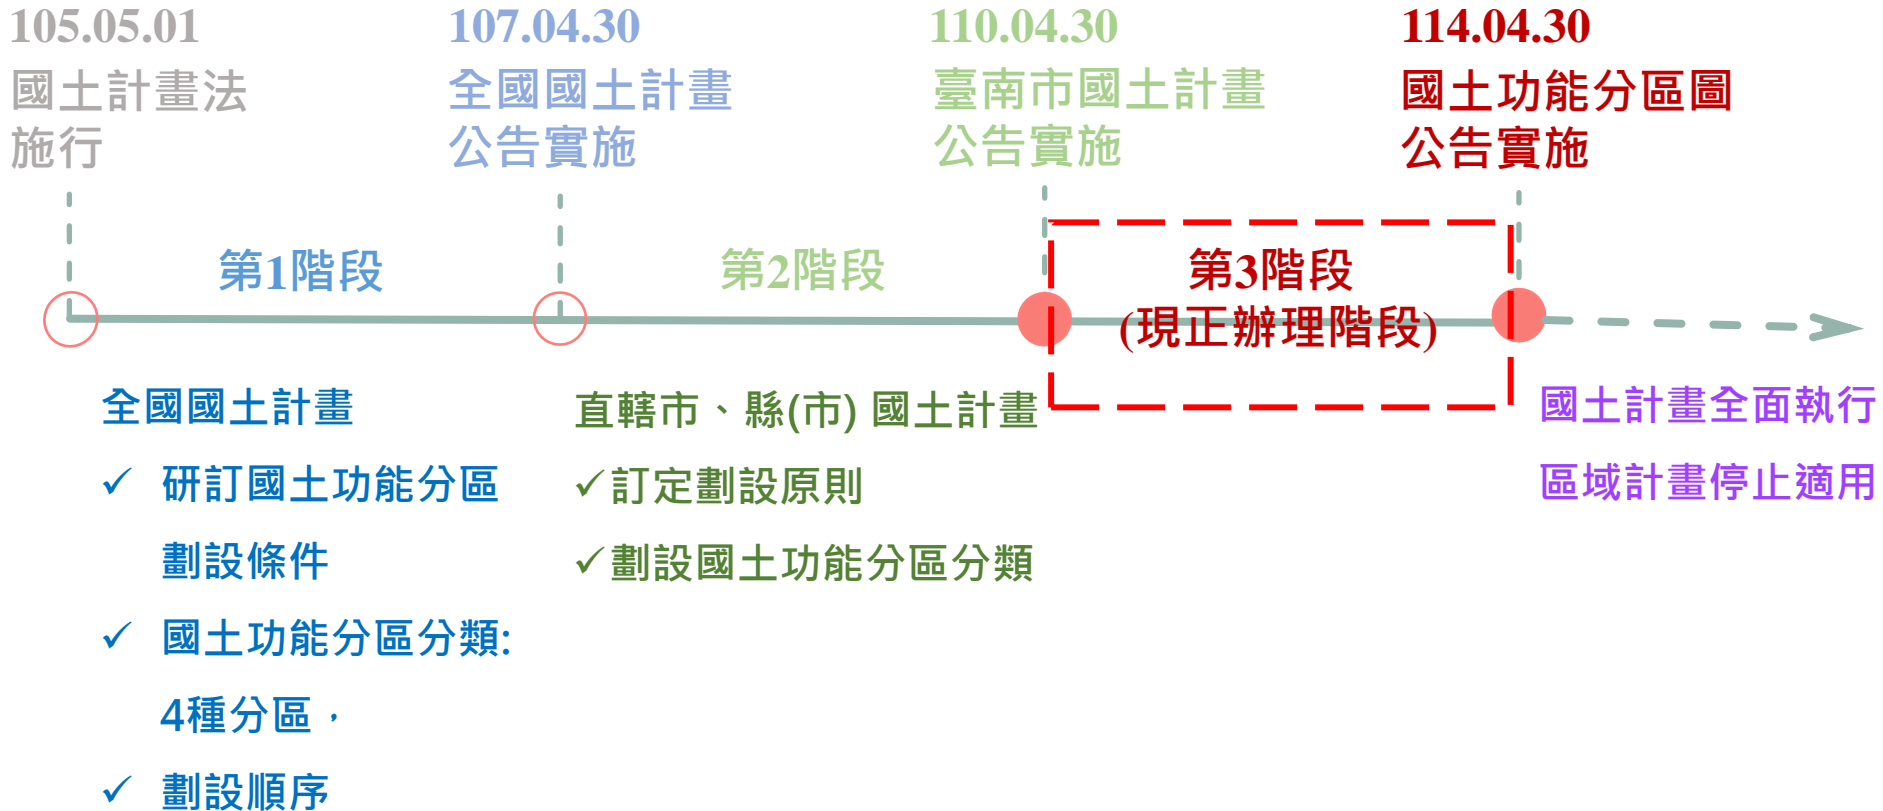 105.05.01
國土計畫法
施行
107.04.30
全國國土計畫
公告實施
110.04.30
臺南市國土計畫
公告實施
114.04.30
國土功能分區圖
公告實施
第1階段
第2階段
第3階段
(現正辦理階段)
全國國土計畫
✓ 研訂國土功能分區
劃設條件
✓ 國土功能分區分類:
4種分區，
✓ 劃設順序
直轄市、縣(市) 國土計畫
✓訂定劃設原則
✓劃設國土功能分區分類
國土計畫全面執行
區域計畫停止適用